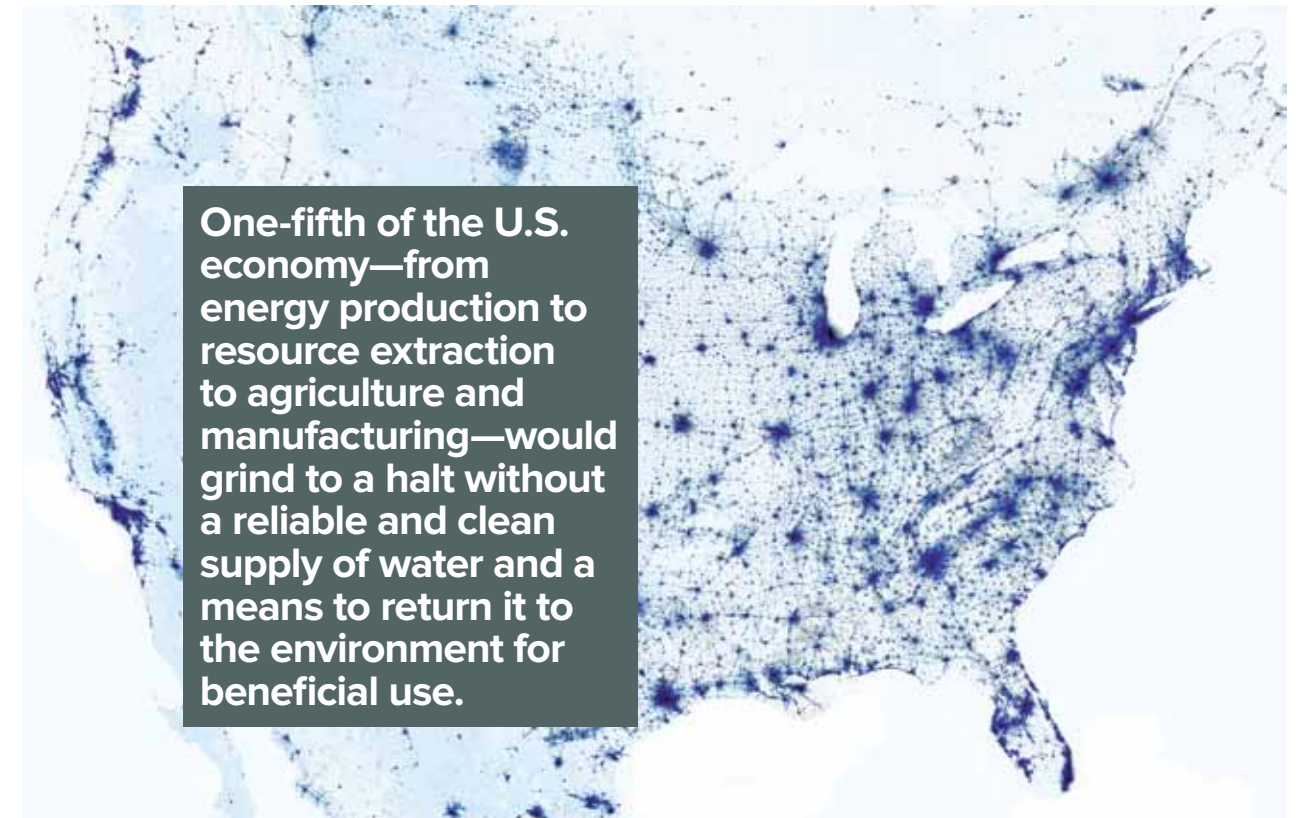 One-fifth of the U.S.
economy—from
energy production to
resource extraction
to agriculture and
manufacturing—would
grind to a halt without
a reliable and clean
supply of water and a
means to return it to
the environment for
beneficial use.